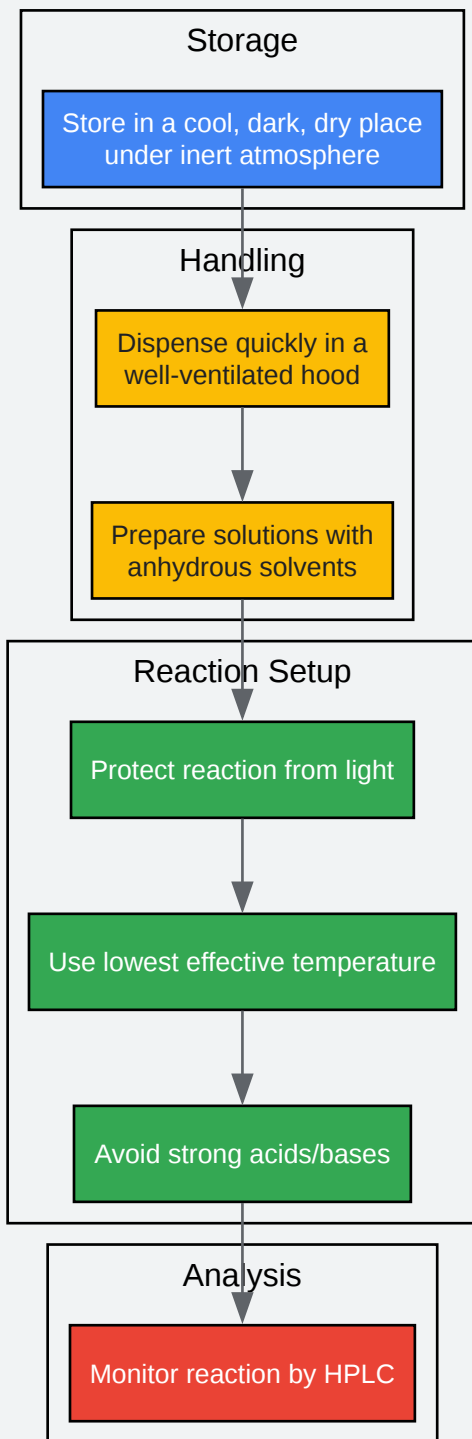 Storage
Store in a cool, dark, dry place
under inert atmosphere
Handling
Dispense quickly in a
well-ventilated hood
Prepare solutions with
anhydrous solvents
Reaction Setup
Protect reaction from light
Use lowest effective temperature
Avoid strong acids/bases
Analysis
Monitor reaction by HPLC